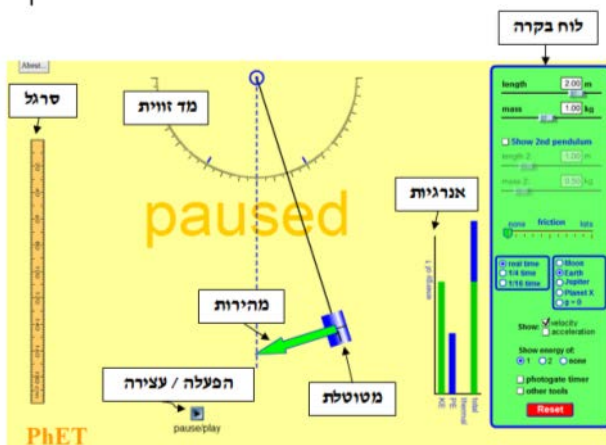 לוח בקרה
About...
סרגל
מד זווית
length 2.00 m
mass 1.00 kg
Show 2nd pendulum
length 2: 1.00 m
mass 2: 0.50 kg
paused
אנרגיות
none friction lots
real time
1/4 time
1/16 time
Moon
Earth
Jupiter
Planet X
g = 0
מהירות
Show: velocity
acceleration
Show energy of:
1 2 none
הפעלה / עצירה
מטוטלת
KE
PE
thermal
total
photogate timer
other tools
pause/play
Reset
PhET